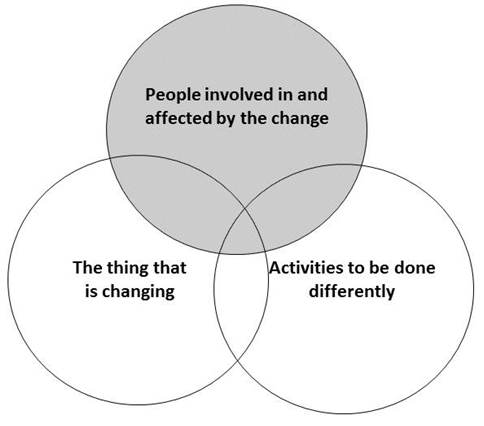 People involved in and
affected by the change
The thing that
is changing
Activities to be done
differently